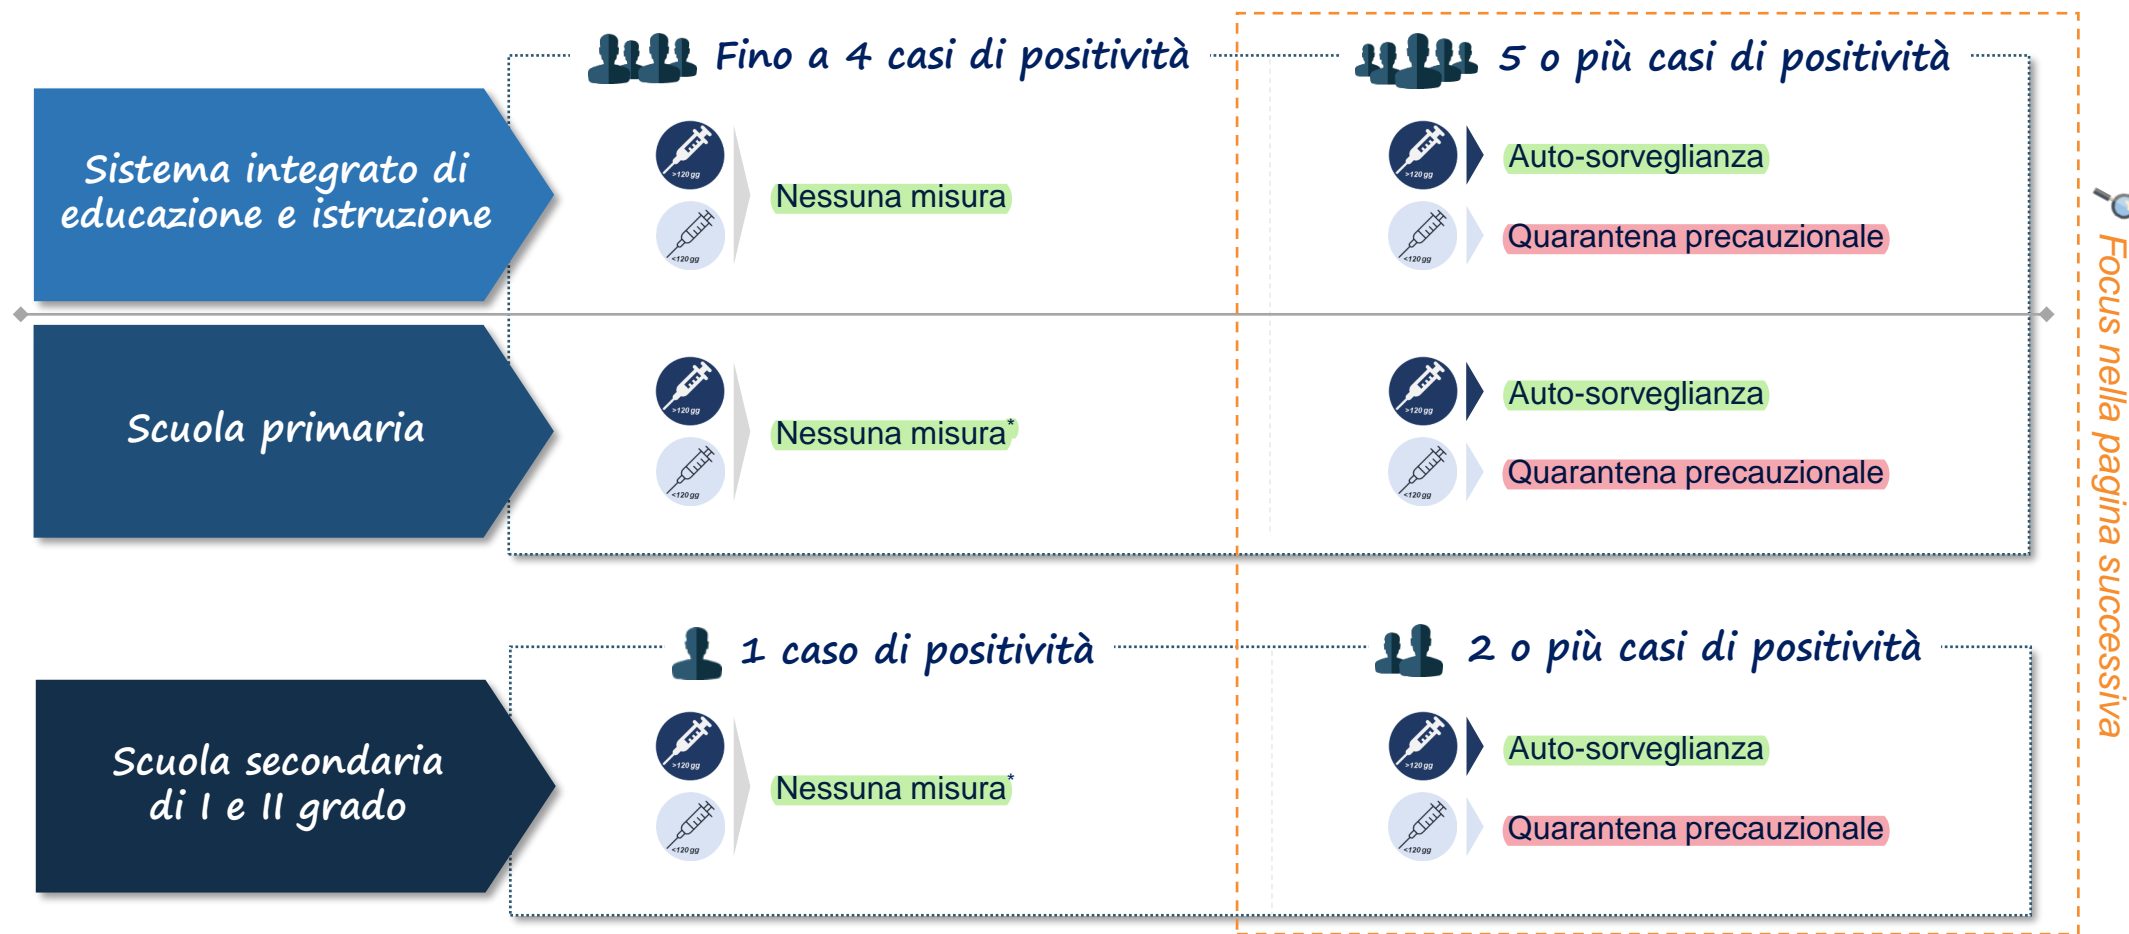 Fino a 4 casi di positività
5 o più casi di positività
Sistema integrato di
educazione e istruzione
>120 gg
<120 gg
Nessuna misura
>120 gg
Auto-sorveglianza
<120 gg
Quarantena precauzionale
Scuola primaria
>120 gg
<120 gg
Nessuna misura*
>120 gg
Auto-sorveglianza
<120 gg
Quarantena precauzionale
1 caso di positività
2 o più casi di positività
Scuola secondaria
di I e II grado
>120 gg
<120 gg
Nessuna misura*
>120 gg
Auto-sorveglianza
<120 gg
Quarantena precauzionale
Focus nella pagina successiva